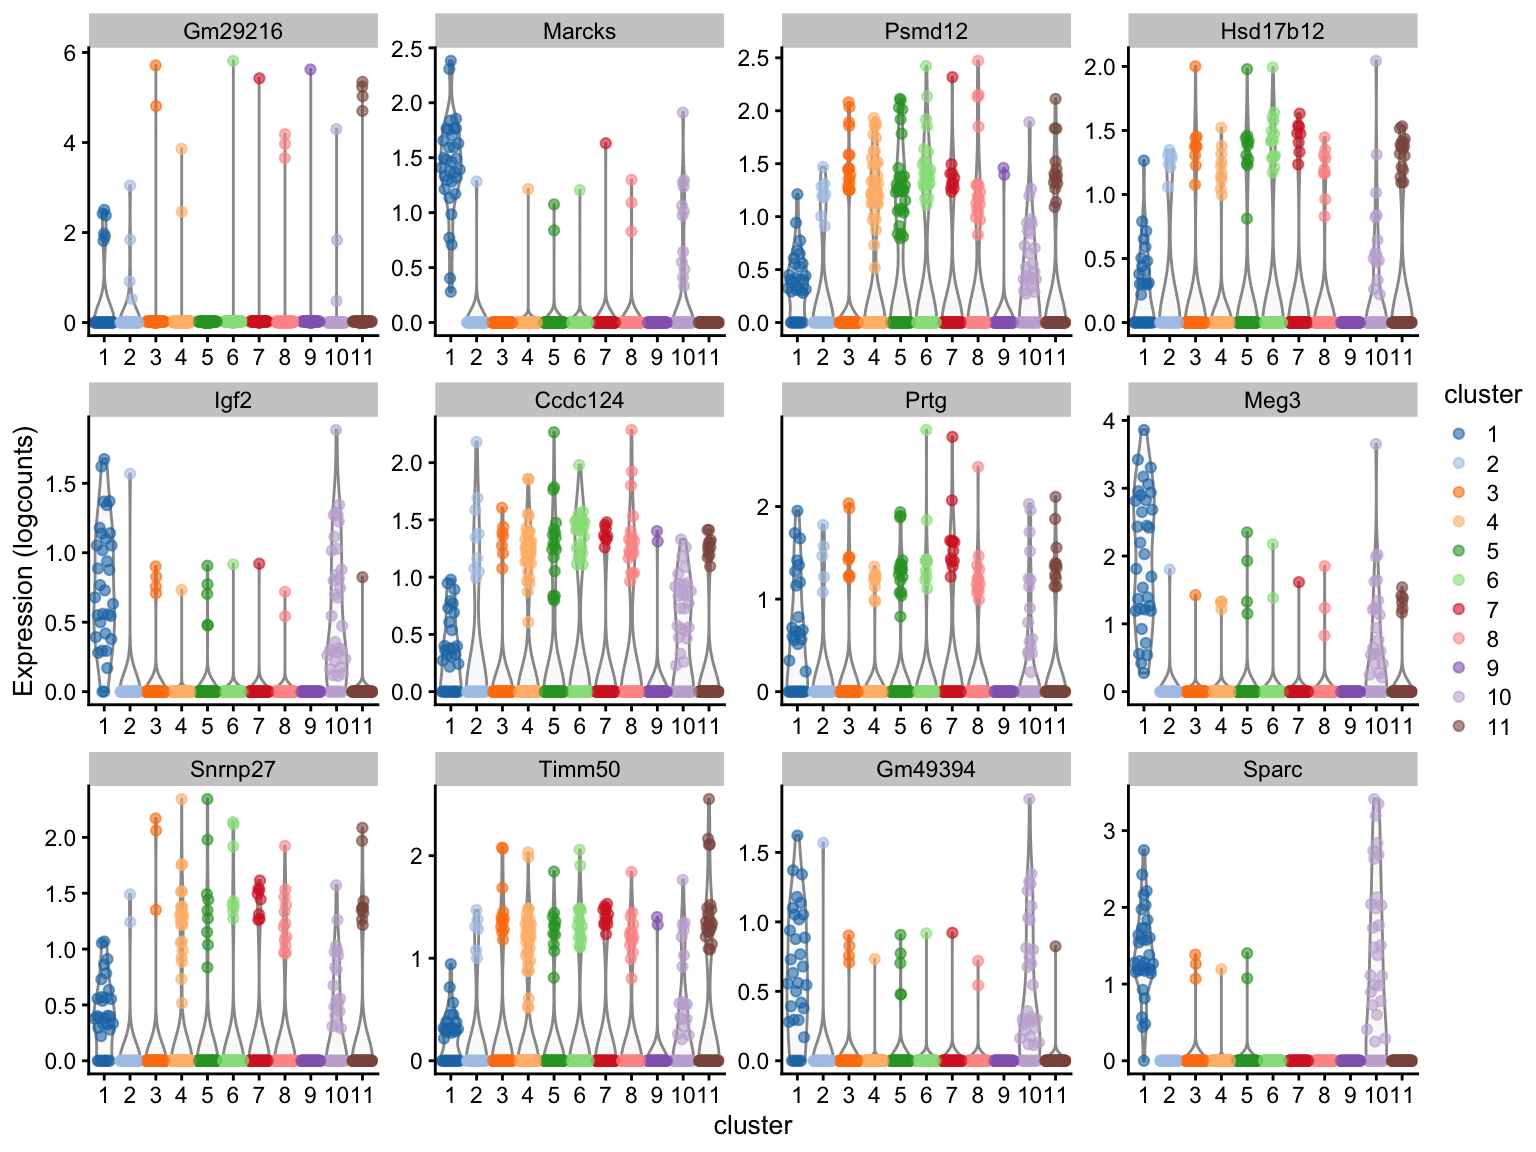 Gm29216 Marcks Psmd12 Hsd17b12
6 2.5 2.5 2.0
4 2.0 2.0 1.5
2 1.5 1.5 1.0
0 1.0 1.0 0.5
0.5 0.5 0.0
0.0 0.0
1 2 3 4 5 6 7 8 9 10 11 1 2 3 4 5 6 7 8 9 10 11 1 2 3 4 5 6 7 8 9 10 11 1 2 3 4 5 6 7 8 9 10 11
Igf2 Ccdc124 Prtg Meg3
1.5 2.0 2 4
1.0 1.5 1 3
0.5 1.0 0 2
0.0 0.5 1
0.0 0
1 2 3 4 5 6 7 8 9 10 11 1 2 3 4 5 6 7 8 9 10 11 1 2 3 4 5 6 7 8 9 10 11 1 2 3 4 5 6 7 8 9 10 11
Snrnp27 Timm50 Gm49394 Sparc
2.0 2 1.5 3
1.5 1 1.0 2
1.0 0 0.5 1
0.5 0.0 0
0.0
1 2 3 4 5 6 7 8 9 10 11 1 2 3 4 5 6 7 8 9 10 11 1 2 3 4 5 6 7 8 9 10 11 1 2 3 4 5 6 7 8 9 10 11
Expression (logcounts)
cluster
cluster
1
2
3
4
5
6
7
8
9
10
11